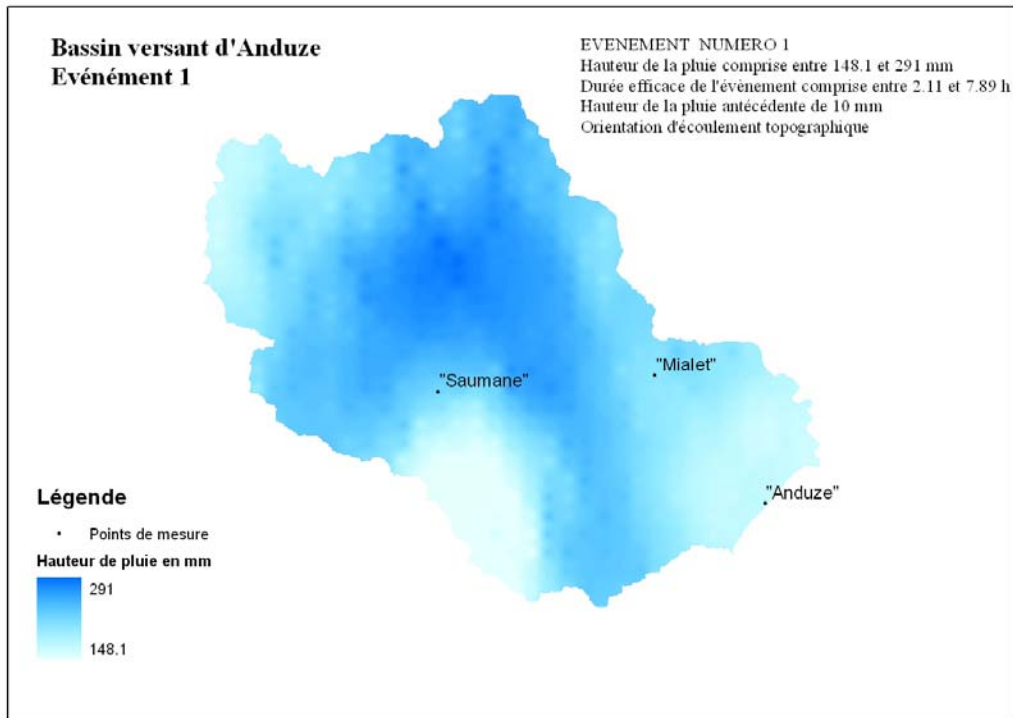 Bassin versant d'Anduze
Evénément 1
EVENEMENT NUMERO 1
Hauteur de la pluie comprise entre 148.1 et 291 mm
Durée efficace de l'évènement comprise entre 2.11 et 7.89 h
Hauteur de la pluie antécédente de 10 mm
Orientation d'écoulement topographique
"Mialet"
"Saumane"
"Anduze"
Légende
Points de mesure
Hauteur de pluie en mm
291
148.1